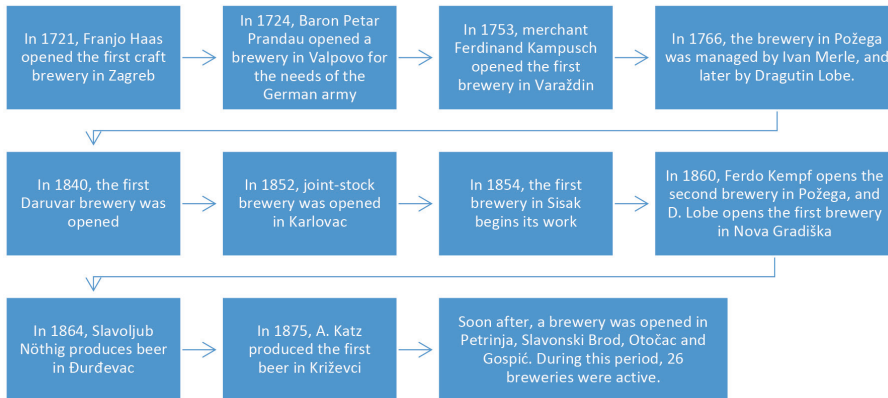 In 1721, Franjo Haas
opened the first craft
brewery in Zagreb
In 1724, Baron Petar
Prandau opened a
brewery in Valpovo for
the needs of the
German army
In 1753, merchant
Ferdinand Kampusch
opened the first
brewery in Varaždin
In 1766, the brewery in Požega
was managed by Ivan Merle, and
later by Dragutin Lobe.
In 1840, the first
Daruvar brewery was
opened
In 1852, joint-stock
brewery was opened
in Karlovac
In 1854, the first
brewery in Sisak
begins its work
In 1860, Ferdo Kempf opens the
second brewery in Požega, and
D. Lobe opens the first brewery
in Nova Gradiška
In 1864, Slavoljub
Nöthig produces beer
in Đurđevac
In 1875, A. Katz
produced the first
beer in Križevci
Soon after, a brewery was opened in
Petrinja, Slavonski Brod, Otočac and
Gospić. During this period, 26
breweries were active.